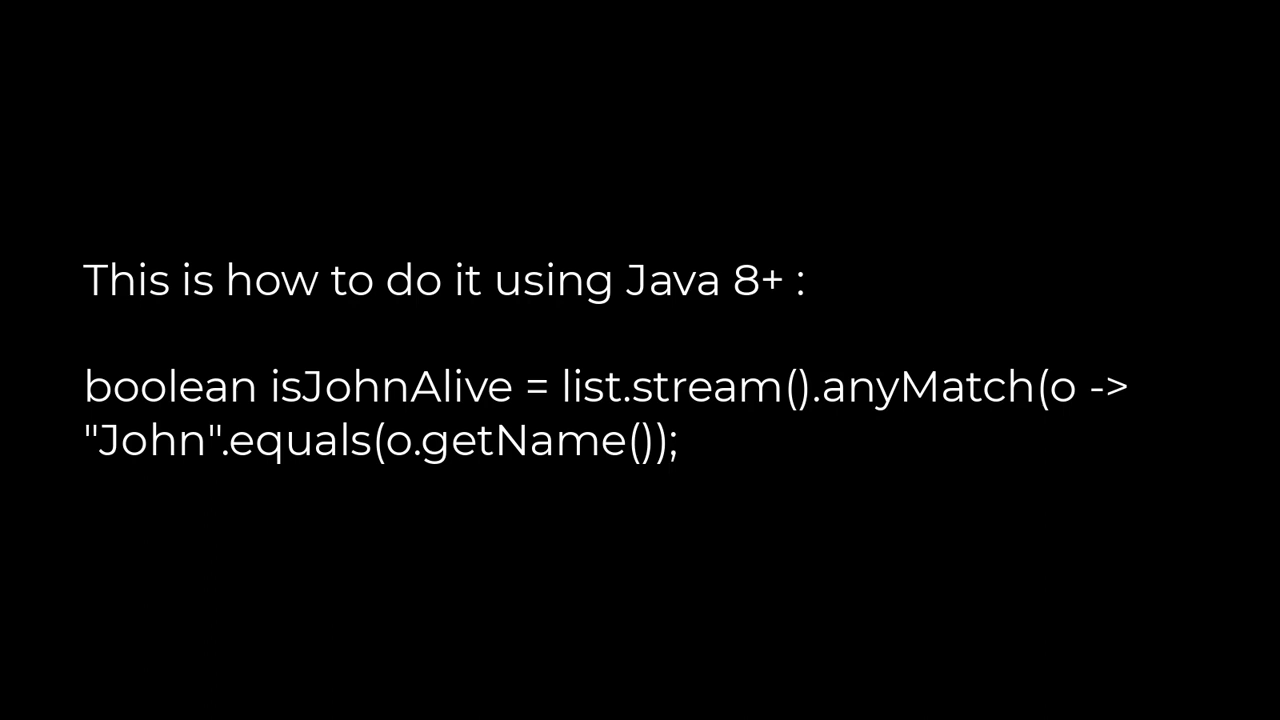 This is how to do it using Java 8+ :
boolean isJohnAlive = list.stream().anyMatch(o ->
"John".equals(o.getName());